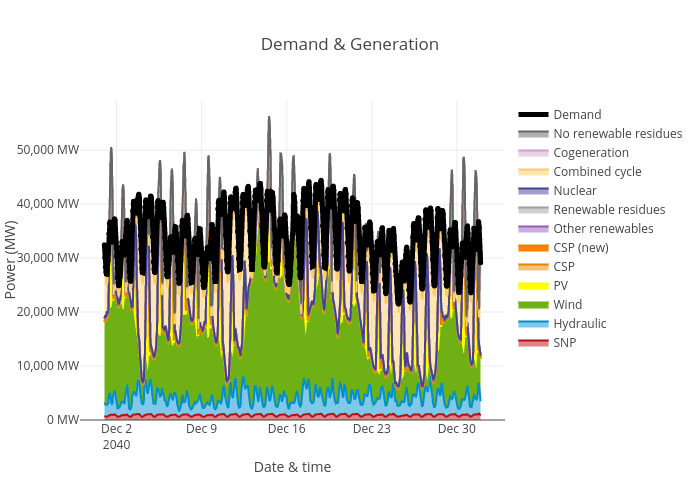 Demand & Generation
Power (MW)
50,000 MW
40,000 MW
30,000 MW
20,000 MW
10,000 MW
0 MW
Dec 2
2040
Dec 9
Dec 16
Dec 23
Dec 30
Date & time
Demand
No renewable residues
Cogeneration
Combined cycle
Nuclear
Renewable residues
Other renewables
CSP (new)
CSP
PV
Wind
Hydraulic
SNP